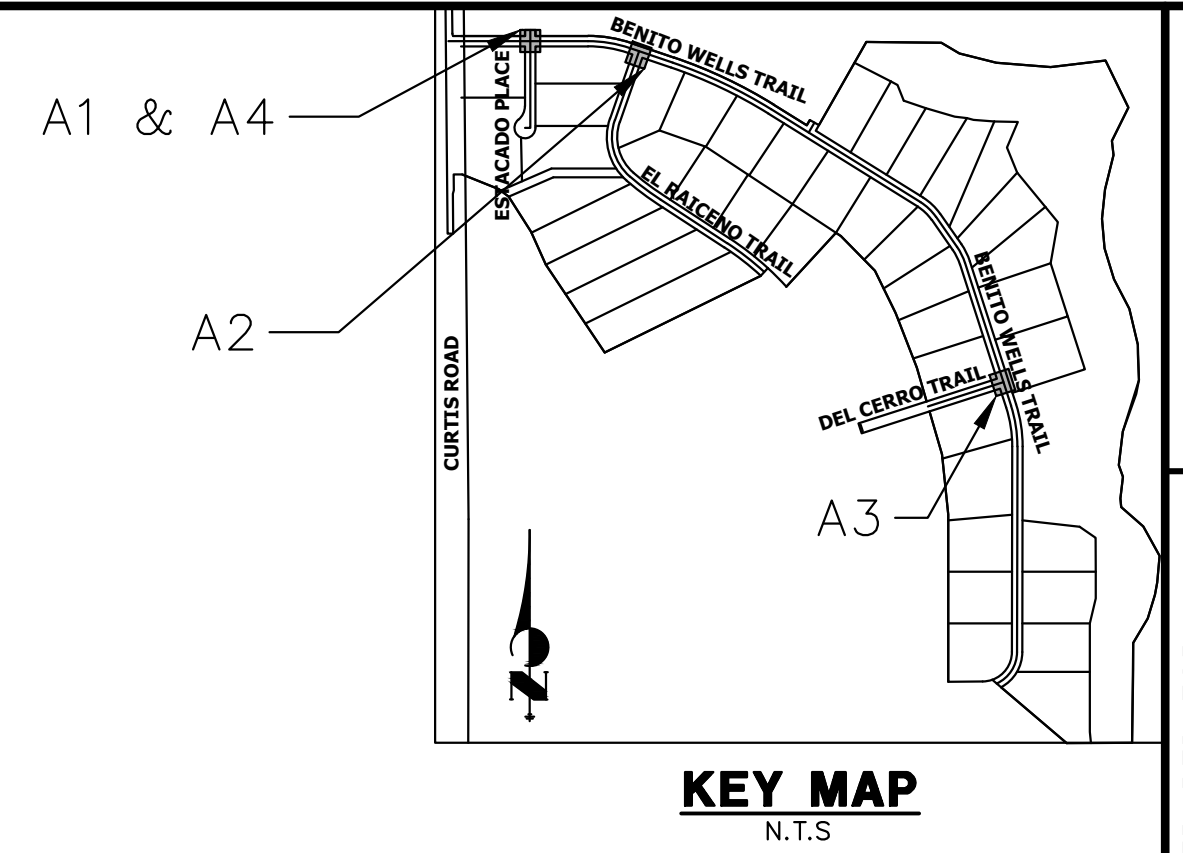 BENITO WELLS TRAIL
A1 & A4
ESTACADO PLACE
EL RAICENO TRAIL
A2
BENITO WELLS TRAIL
CURTIS ROAD
DEL CERRO TRAIL
A3
N
KEY MAP
N.T.S